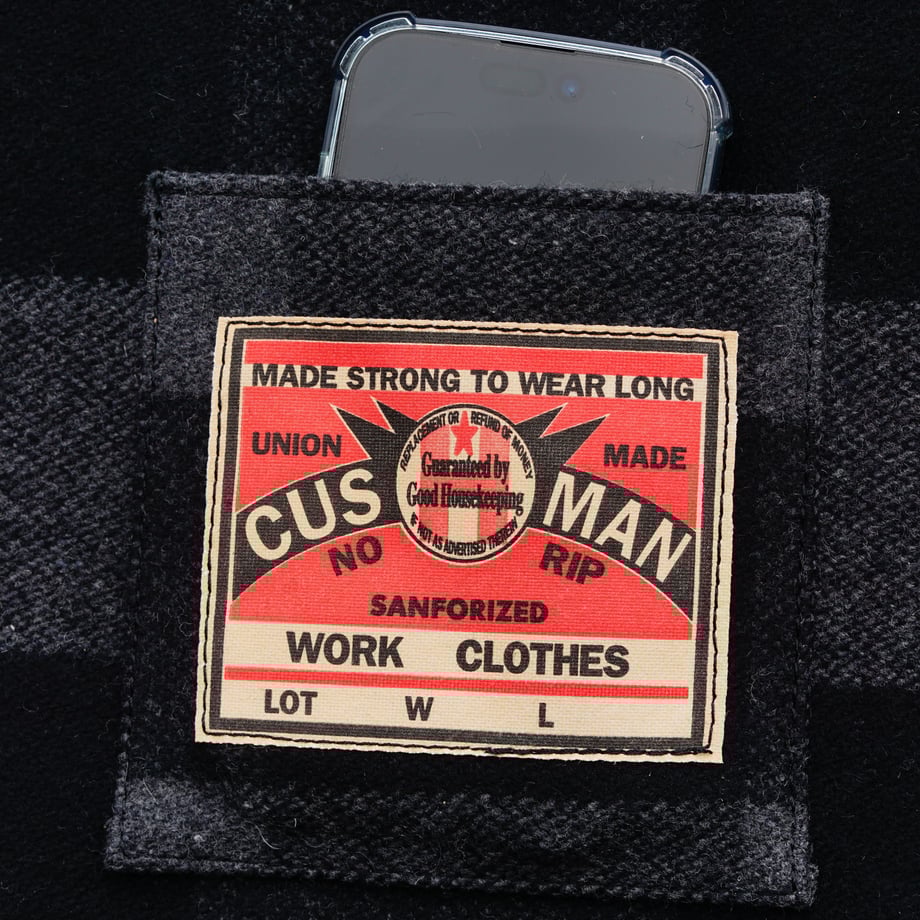 MADE STRONG TO WEAR LONG
UNION MADE
REPLACEMENT OR REFUND OF MONEY
Guaranteed by
Good Housekeeping
IF NOT AS ADVERTISED THEREIN
CUS MAN
NO RIP
SANFORIZED
WORK CLOTHES
LOT W L